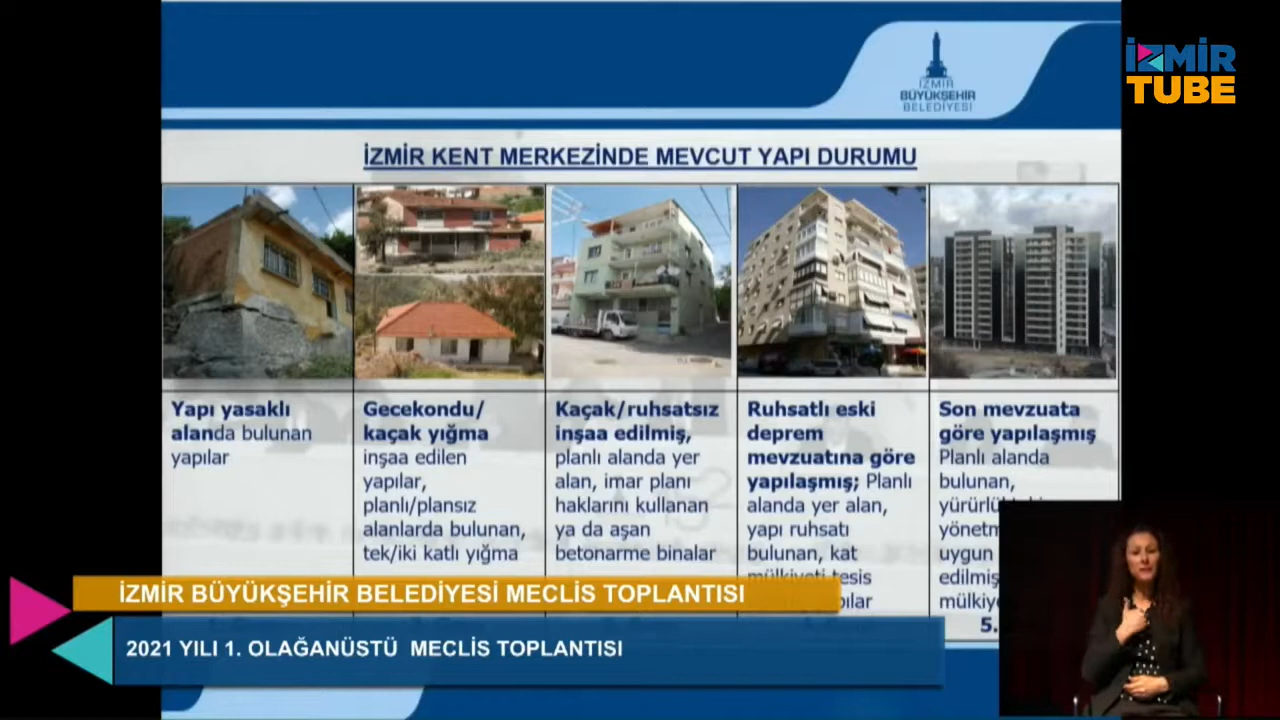 İZMİR
TUBE
İZMİR
BÜYÜKŞEHİR
BELEDİYESİ
İZMİR KENT MERKEZİNDE MEVCUT YAPI DURUMU
Yapı yasaklı
alanda bulunan
yapılar
Gecekondu/
kaçak yığma
inşaa edilen
yapılar,
planlı/plansız
alanlarda bulunan,
tek/iki katlı yığma
Kaçak/ruhsatsız
inşaa edilmiş,
planlı alanda yer
alan, imar planı
haklarını kullanan
ya da aşan
betonarme binalar
Ruhsatlı eski
deprem
mevzuatına göre
yapılaşmış; Planlı
alanda yer alan,
yapı ruhsatı
bulunan, kat
mülkiyeti tesis
Son mevzuata
göre yapılaşmış
Planlı alanda
bulunan,
uygun
5.
İZMİR BÜYÜKŞEHİR BELEDİYESİ MECLİS TOPLANTISI
2021 YILI 1. OLAĞANÜSTÜ MECLİS TOPLANTISI